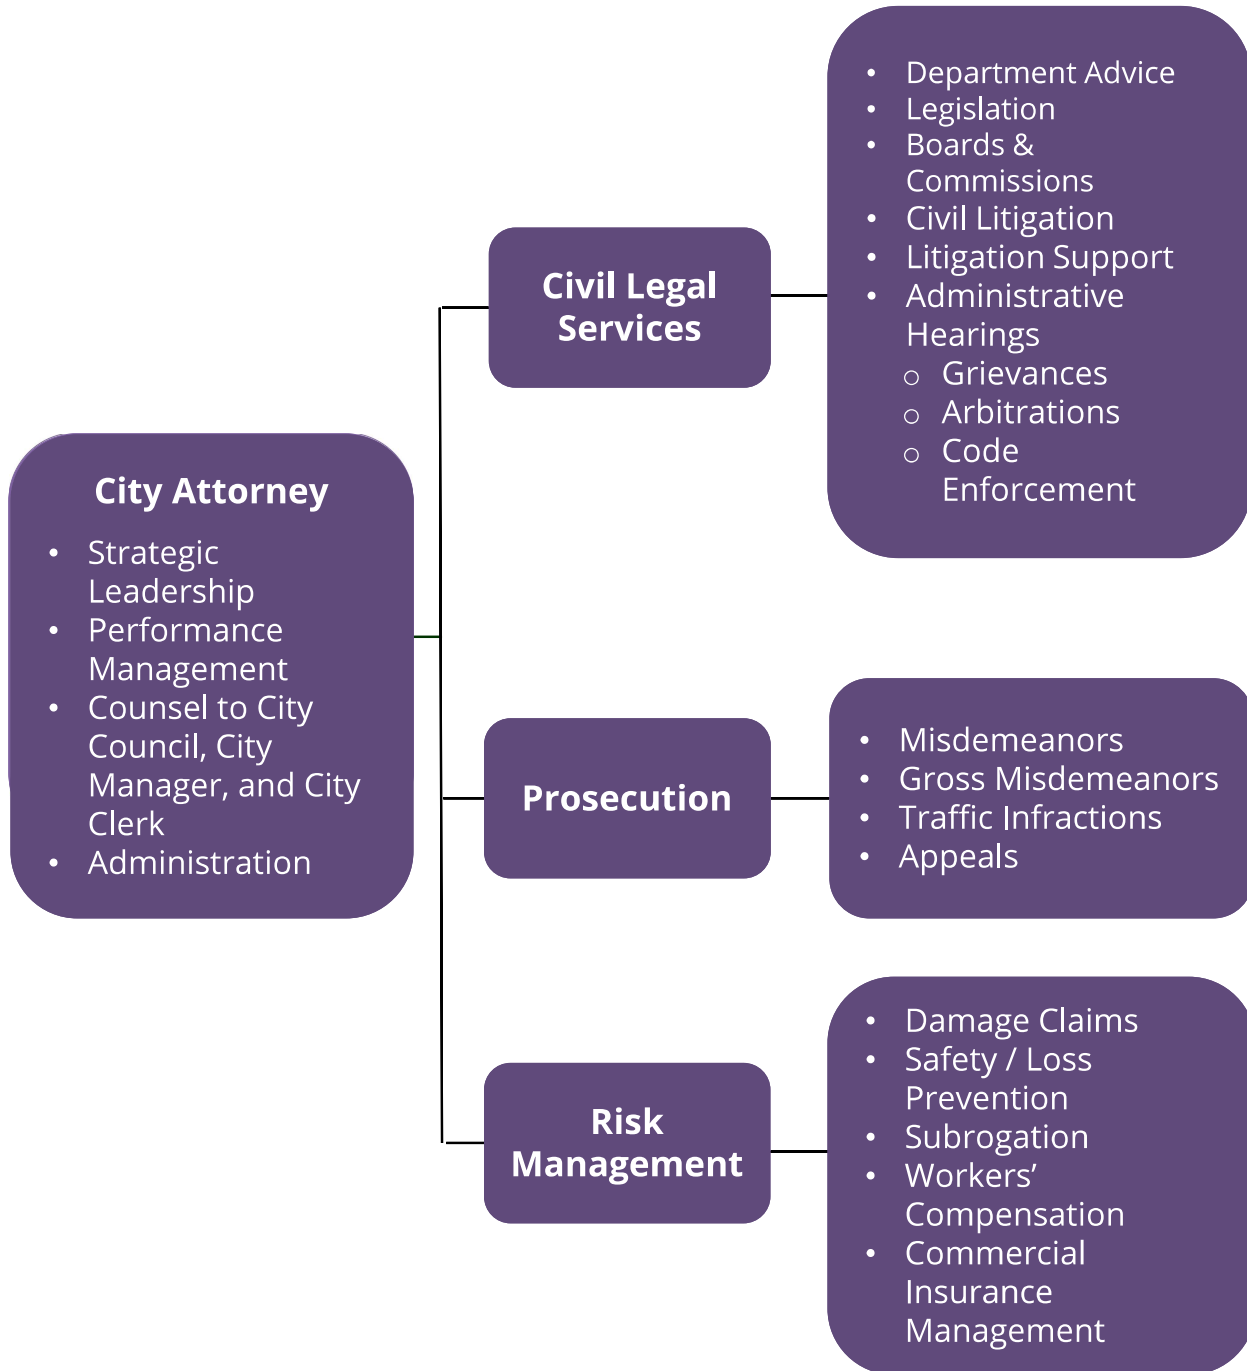 City Attorney
• Strategic
Leadership
• Performance
Management
• Counsel to City
Council, City
Manager, and City
Clerk
• Administration
Civil Legal
Services
• Department Advice
• Legislation
• Boards &
Commissions
• Civil Litigation
• Litigation Support
• Administrative
Hearings
o Grievances
o Arbitrations
o Code
Enforcement
Prosecution
• Misdemeanors
• Gross Misdemeanors
• Traffic Infractions
• Appeals
Risk
Management
• Damage Claims
• Safety / Loss
Prevention
• Subrogation
• Workers’
Compensation
• Commercial
Insurance
Management